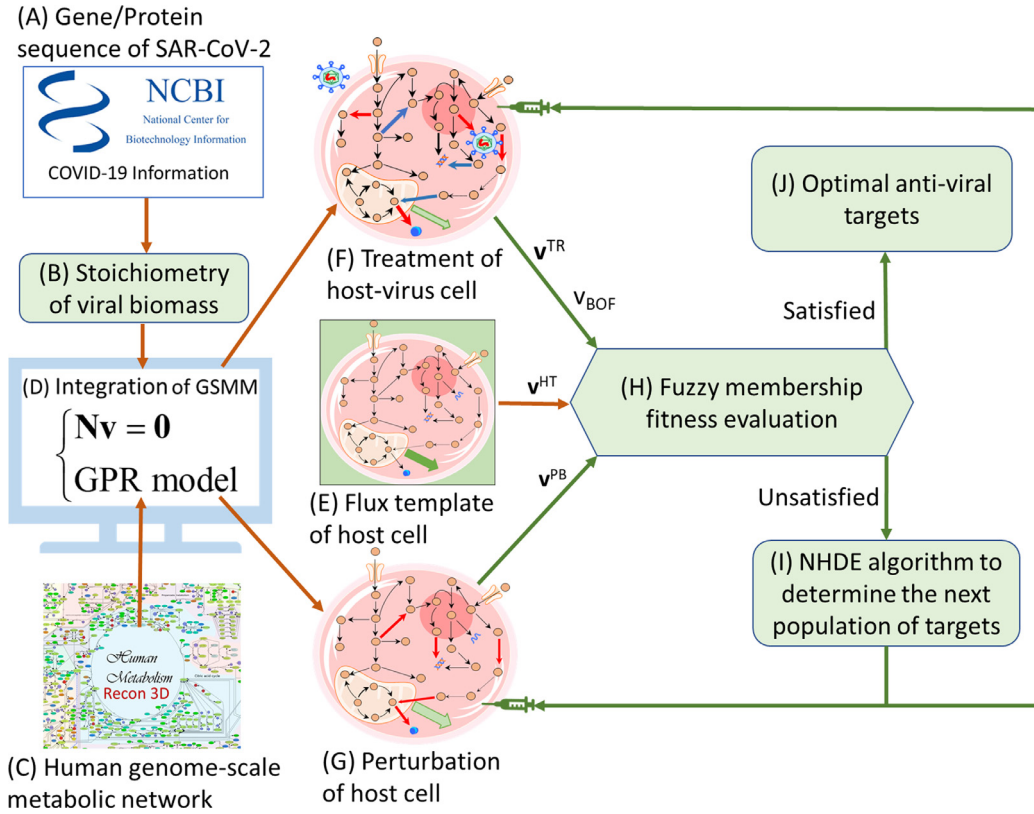 (A) Gene/Protein
sequence of SAR-CoV-2
NCBI
National Center for
Biotechnology Information
COVID-19 Information
(B) Stoichiometry
of viral biomass
(D) Integration of GSMM
Nv = 0
GPR model
Human
Metabolism
Recon 3D
(C) Human genome-scale
metabolic network
(F) Treatment of
host-virus cell
(E) Flux template
of host cell
(G) Perturbation
of host cell
v^TR
v_BOF
v^HT
v^PB
(H) Fuzzy membership
fitness evaluation
Satisfied
(J) Optimal anti-viral
targets
Unsatisfied
(I) NHDE algorithm to
determine the next
population of targets